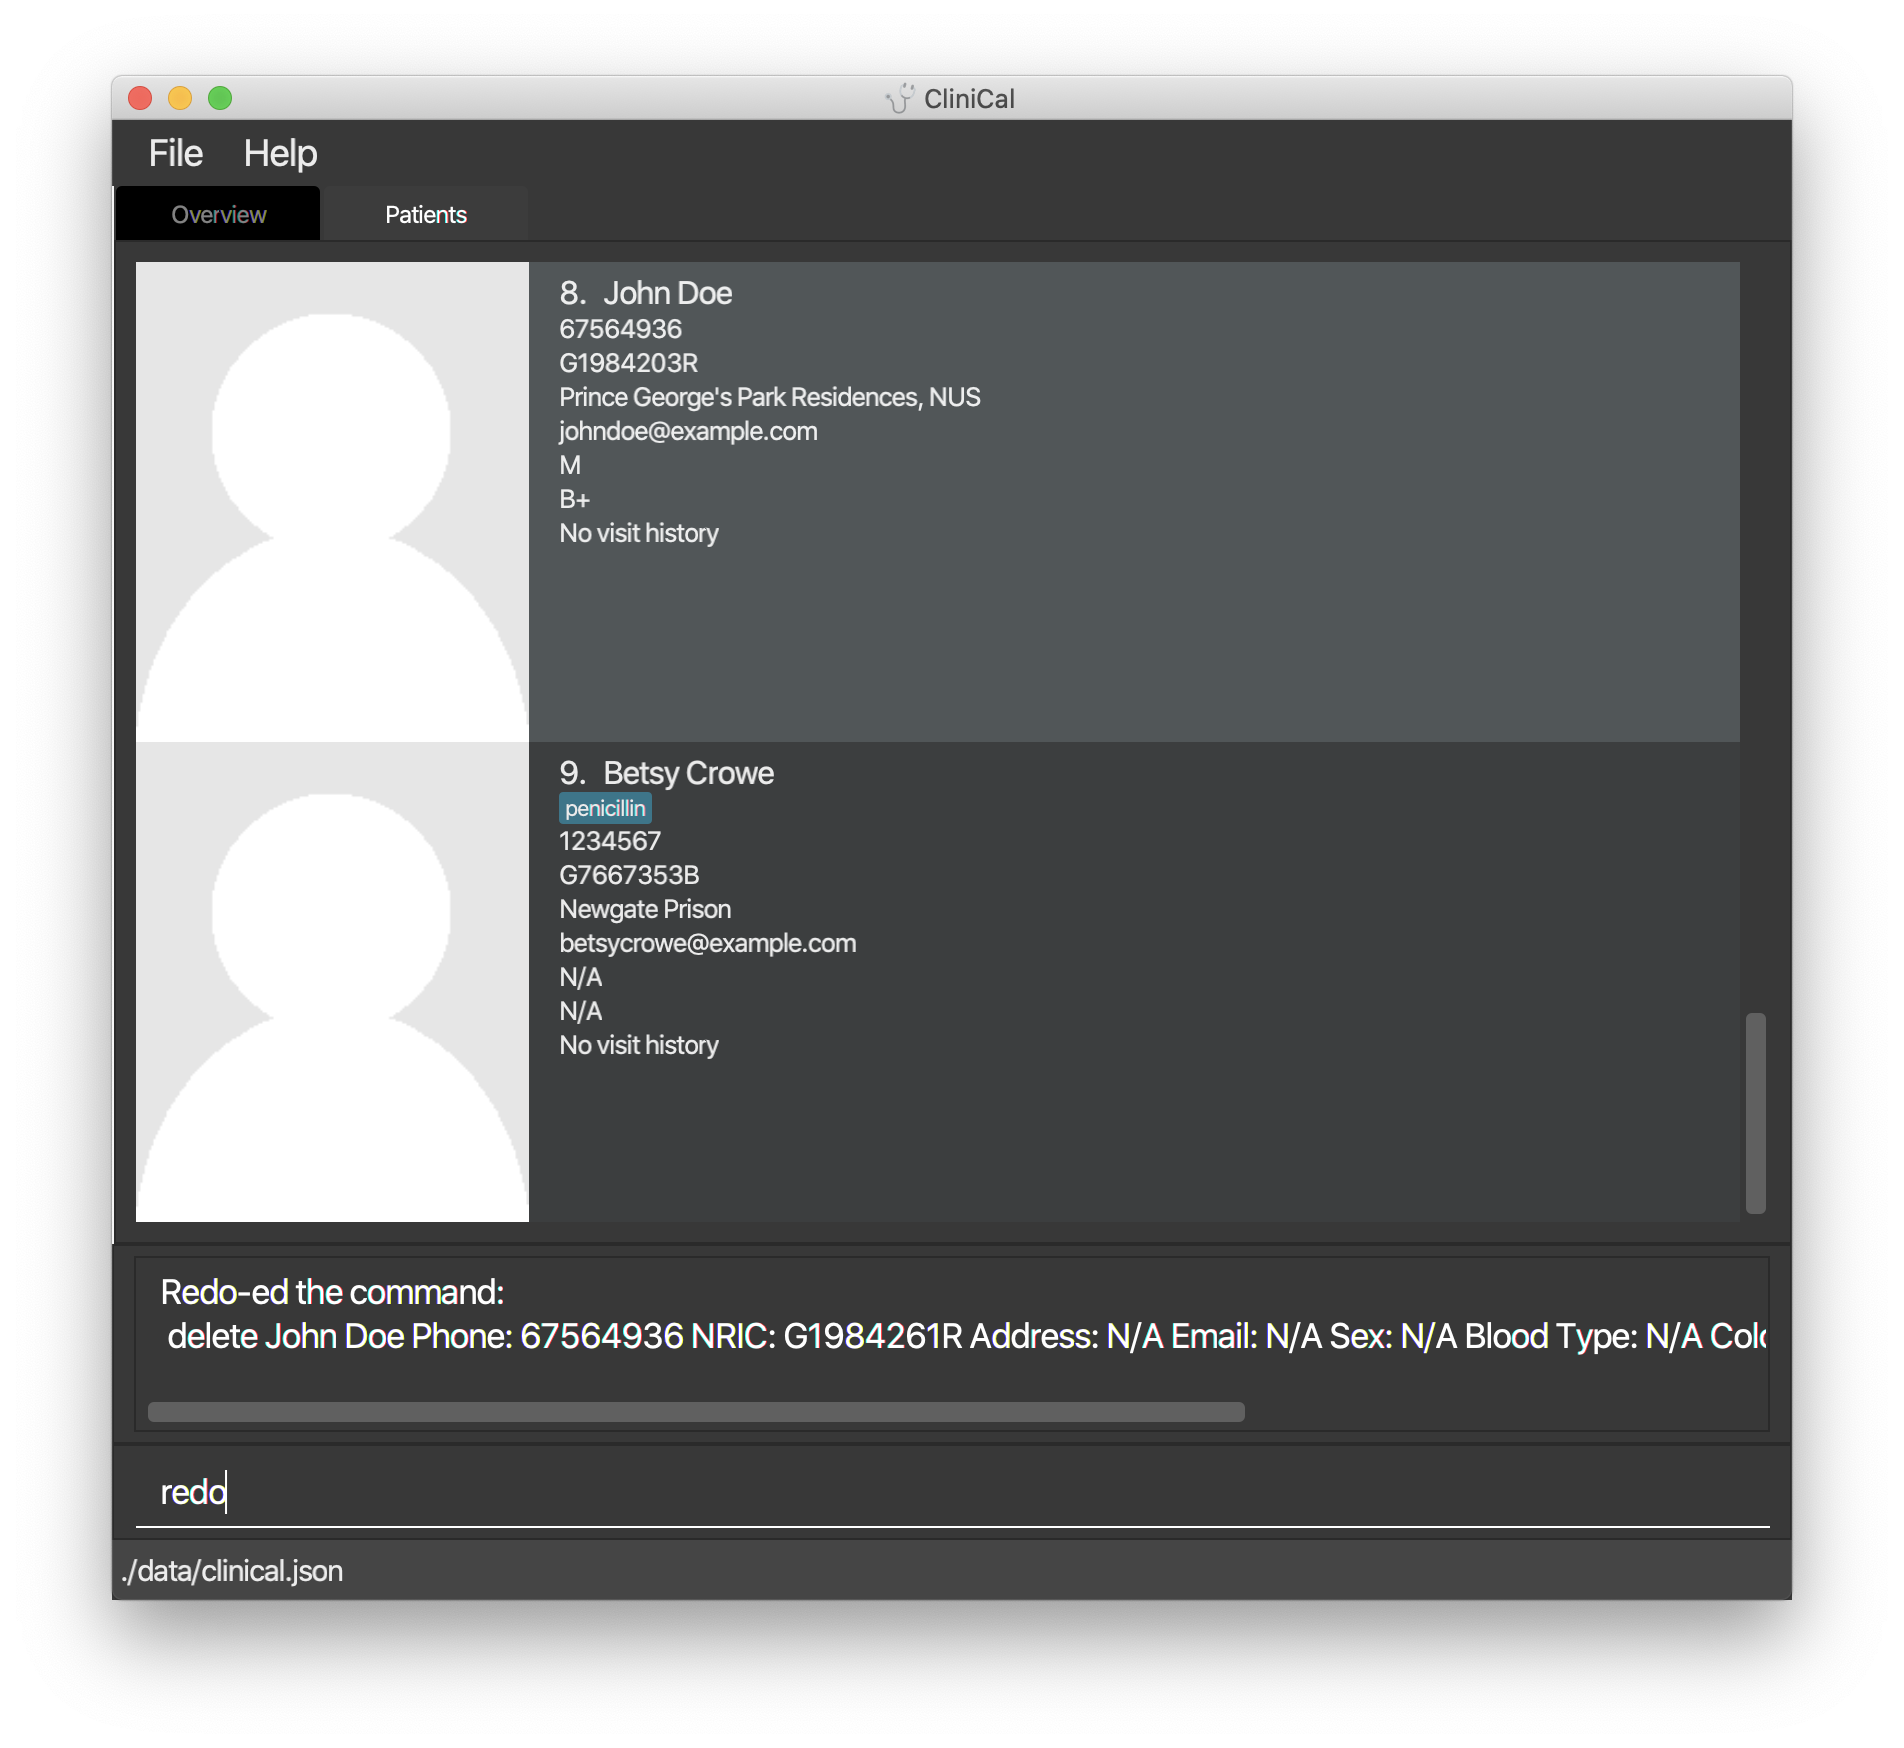 CliniCal
File Help
Overview Patients
8. John Doe
67564936
G1984203R
Prince George's Park Residences, NUS
johndoe@example.com
M
B+
No visit history
9. Betsy Crowe
penicillin
1234567
G7667353B
Newgate Prison
betsycrowe@example.com
N/A
N/A
No visit history
Redo-ed the command:
delete John Doe Phone: 67564936 NRIC: G1984261R Address: N/A Email: N/A Sex: N/A Blood Type: N/A
redo
./data/clinical.json